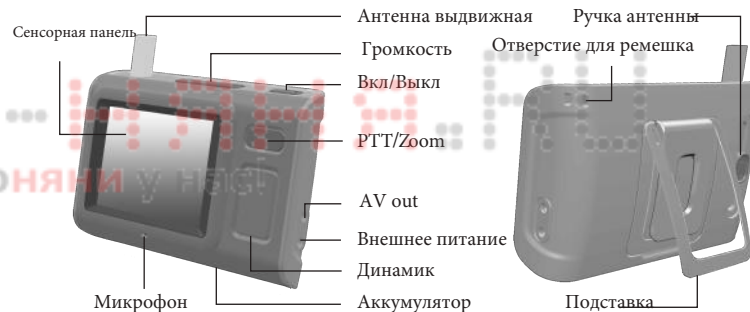 Сенсорная панель
Антенна выдвижная
Громкость
Вкл/Выкл
PTT/Zoom
AV out
Внешнее питание
Динамик
Аккумулятор
Микрофон
Ручка антенны
Отверстие для ремешка
Подставка
у нас!